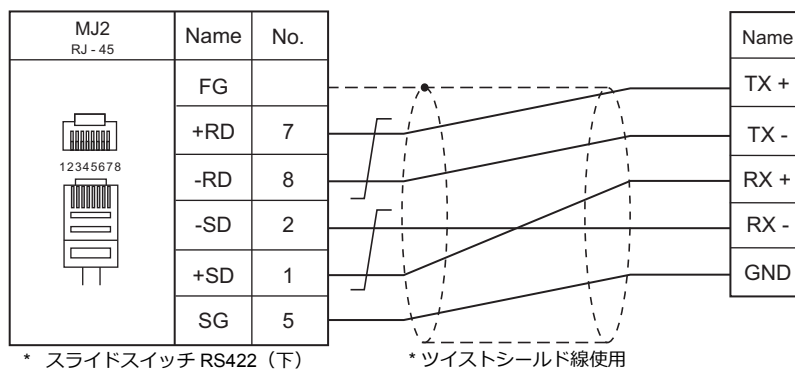 MJ2 Name No. Name
RJ - 45
FG TX +
+RD 7 TX -
12345678
-RD 8 RX +
-SD 2 RX -
+SD 1 GND
SG 5
* スライドスイッチ RS422（下） * ツイストシールド線使用